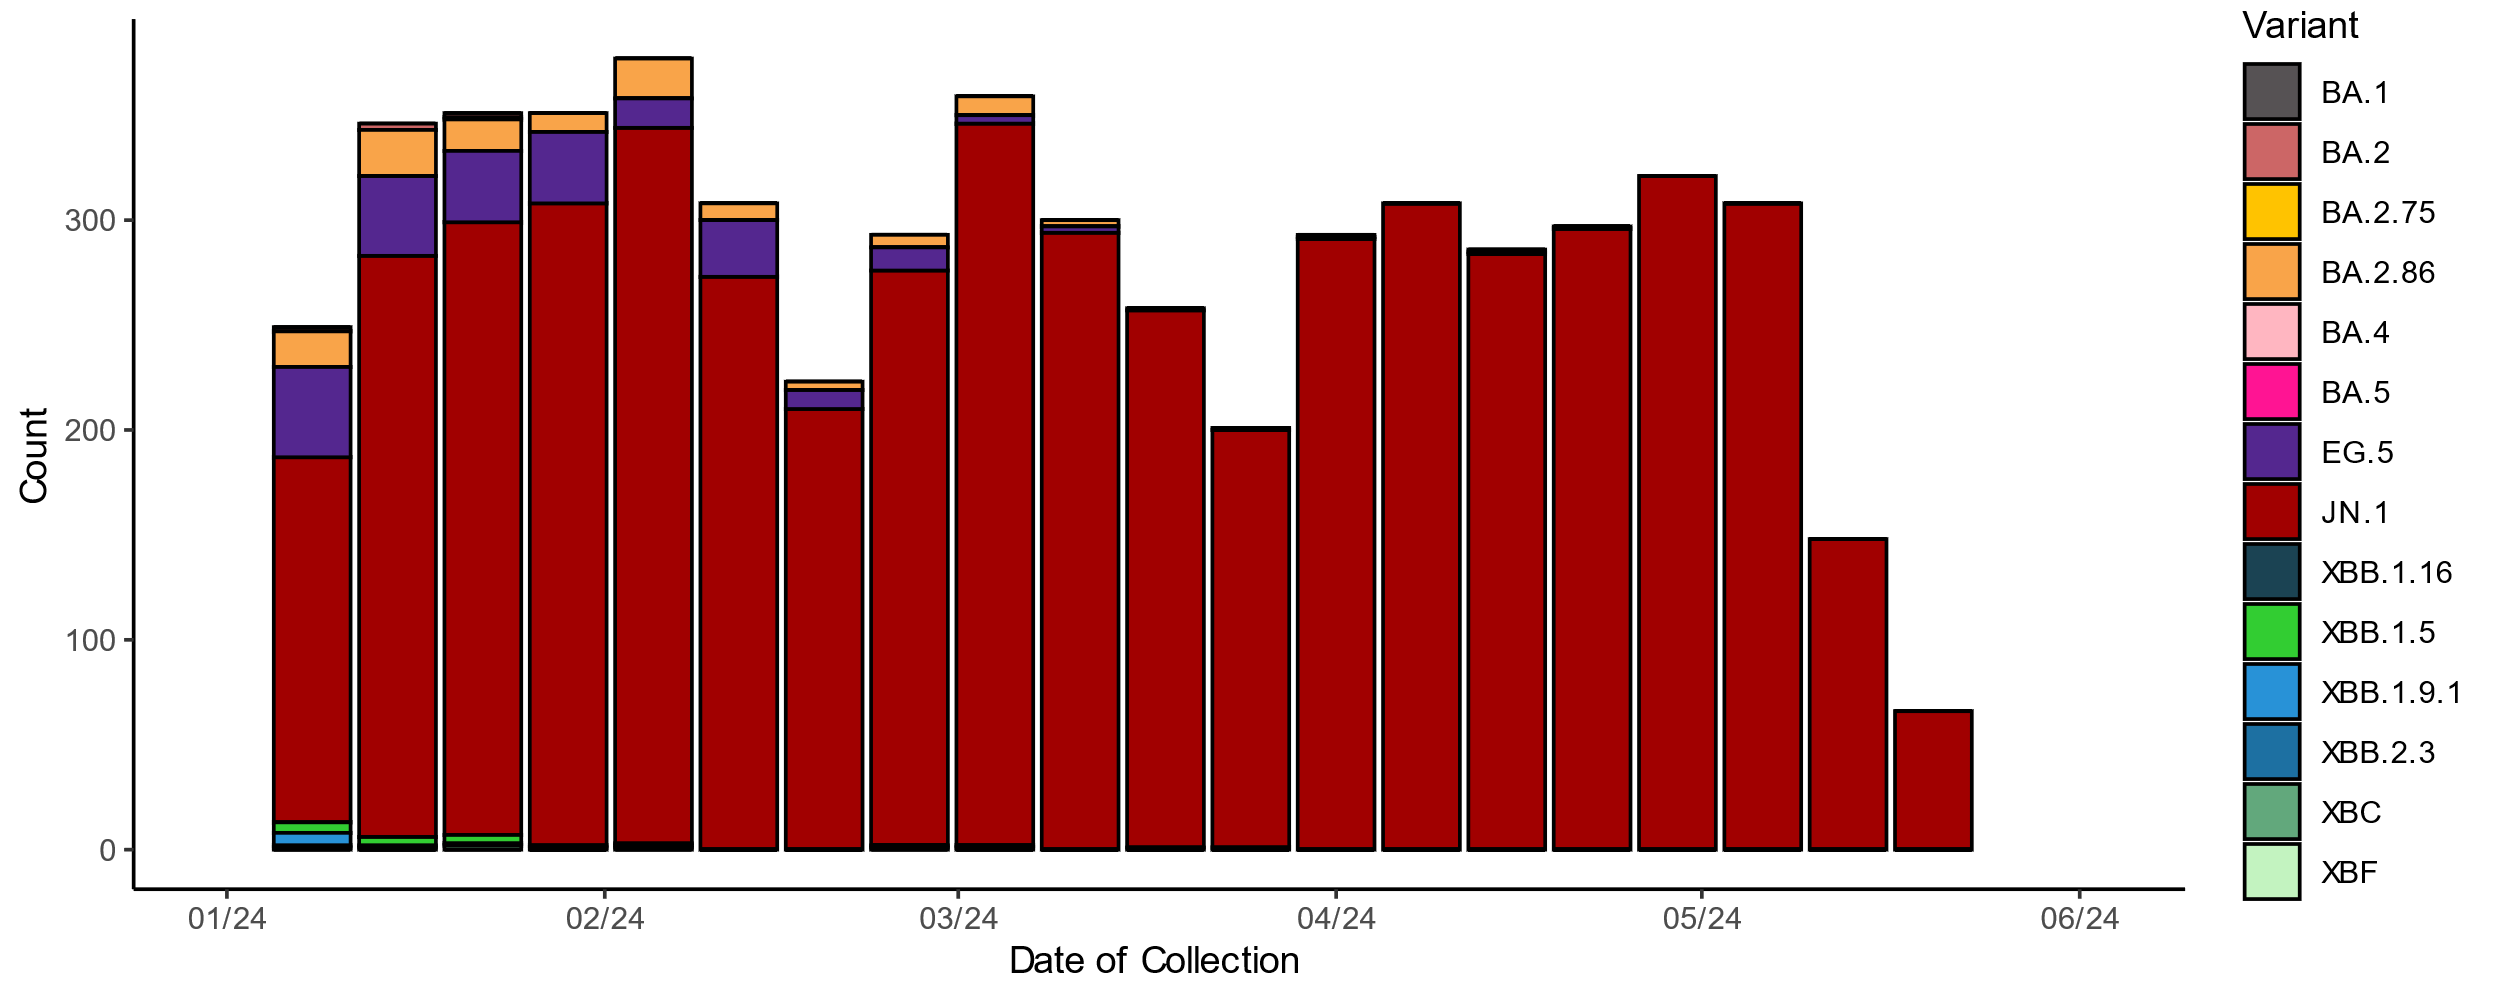 Variant
BA.1
BA.2
BA.2.75
BA.2.86
BA.4
BA.5
EG.5
JN.1
XBB.1.16
XBB.1.5
XBB.1.9.1
XBB.2.3
XBC
XBF
Count
300
200
100
0
01/24 02/24 03/24 04/24 05/24 06/24
Date of Collection